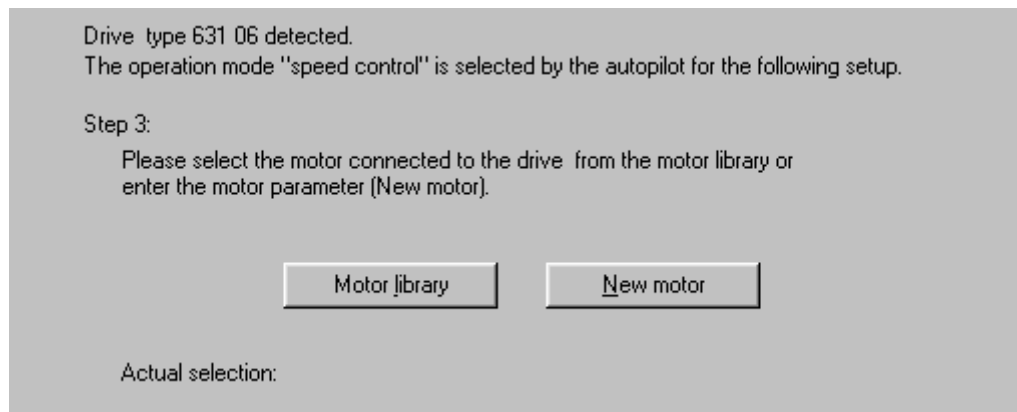 Drive type 631 06 detected.
The operation mode "speed control" is selected by the autopilot for the following setup.
Step 3:
Please select the motor connected to the drive from the motor library or
enter the motor parameter (New motor).
Motor library
New motor
Actual selection: